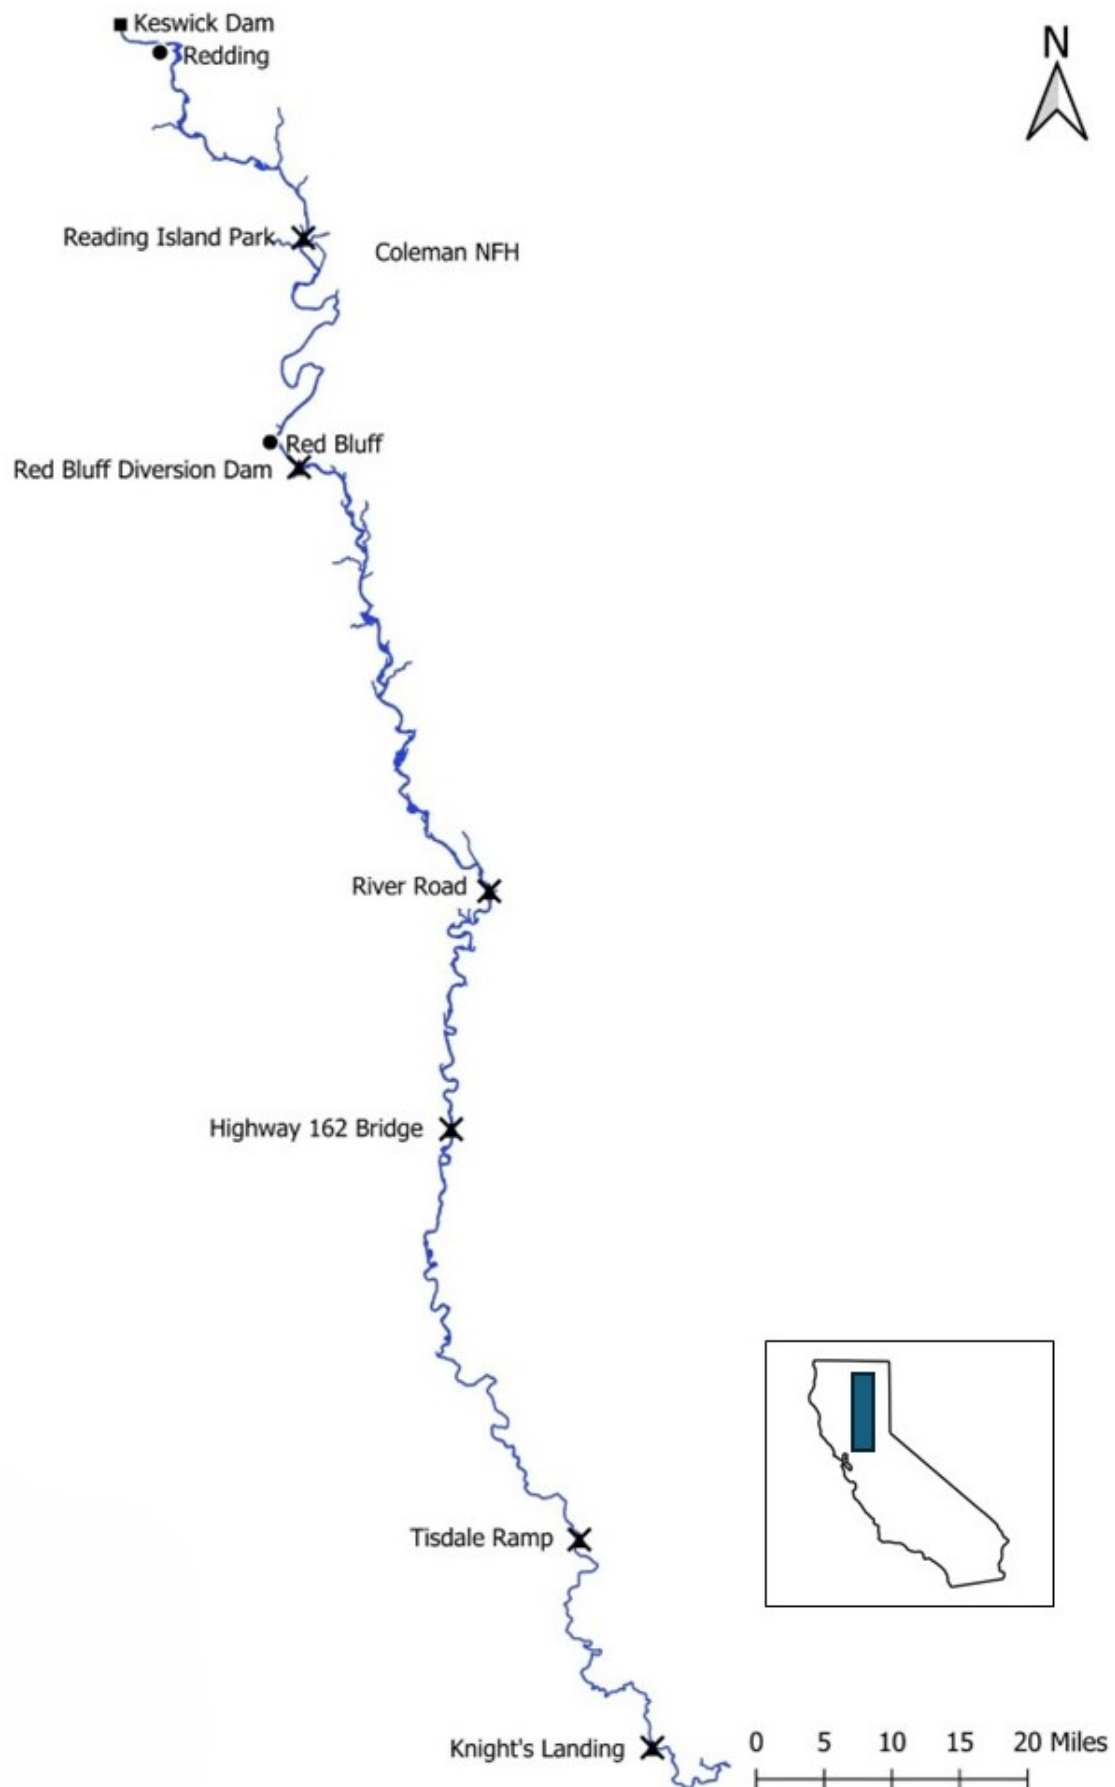 Keswick Dam
Redding
N
Reading Island Park
Coleman NFH
Red Bluff
Red Bluff Diversion Dam
River Road
Highway 162 Bridge
Tisdale Ramp
Knight's Landing
0 5 10 15 20 Miles